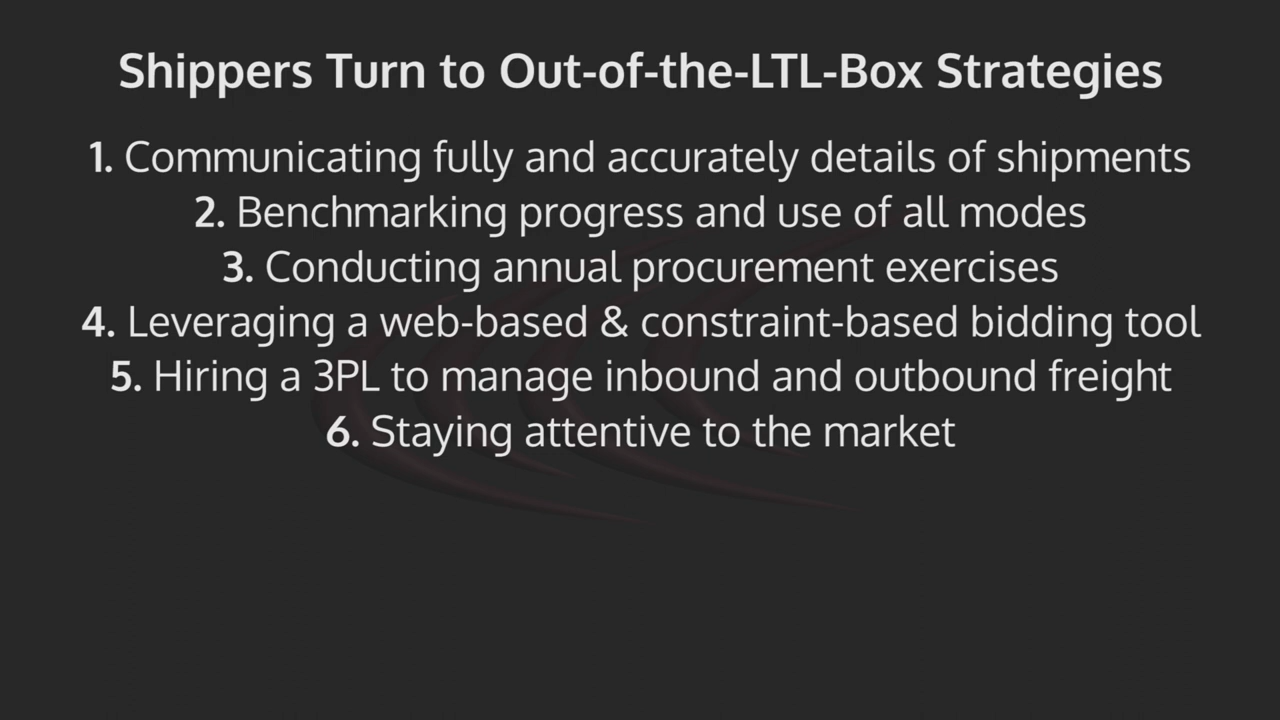 Shippers Turn to Out-of-the-LTL-Box Strategies
1. Communicating fully and accurately details of shipments
2. Benchmarking progress and use of all modes
3. Conducting annual procurement exercises
4. Leveraging a web-based & constraint-based bidding tool
5. Hiring a 3PL to manage inbound and outbound freight
6. Staying attentive to the market